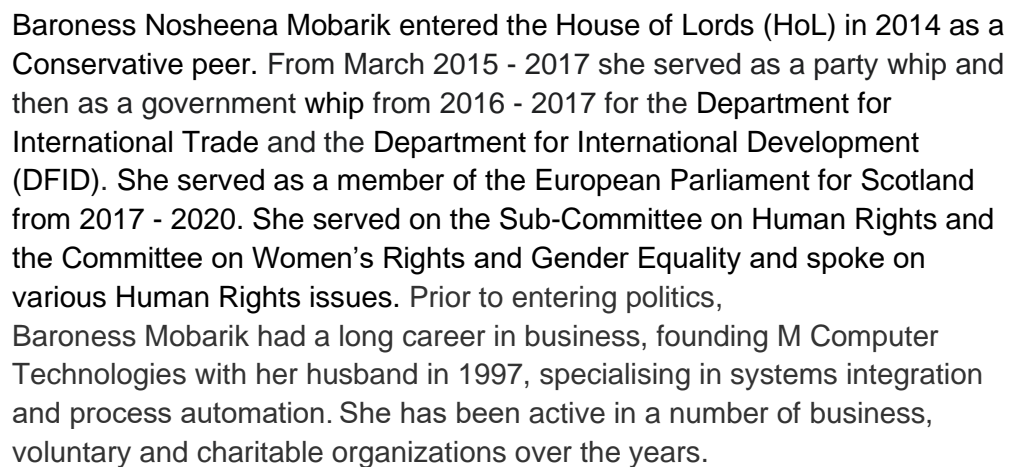 Baroness Nosheena Mobarik entered the House of Lords (HoL) in 2014 as a
Conservative peer. From March 2015 - 2017 she served as a party whip and
then as a government whip from 2016 - 2017 for the Department for
International Trade and the Department for International Development
(DFID). She served as a member of the European Parliament for Scotland
from 2017 - 2020. She served on the Sub-Committee on Human Rights and
the Committee on Women’s Rights and Gender Equality and spoke on
various Human Rights issues. Prior to entering politics,
Baroness Mobarik had a long career in business, founding M Computer
Technologies with her husband in 1997, specialising in systems integration
and process automation. She has been active in a number of business,
voluntary and charitable organizations over the years.